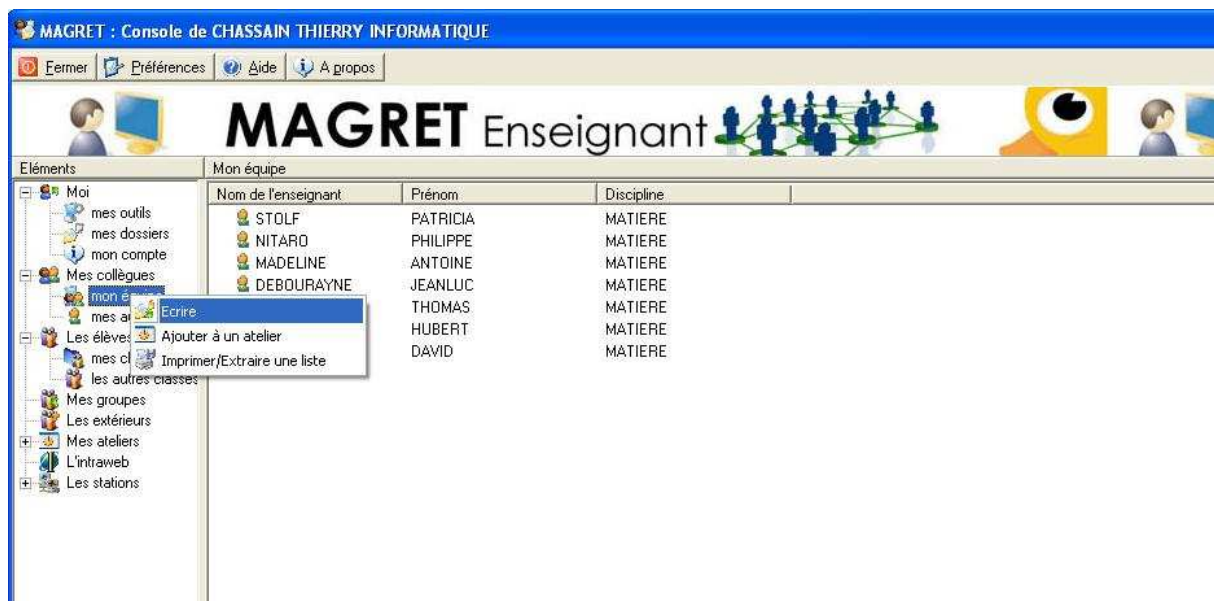 MAGRET : Console de CHASSAIN THIERRY INFORMATIQUE
Fermer Préférences Aide A propos
MAGRET Enseignant
Eléments Mon équipe
Moi Nom de l'enseignant Prénom Discipline
mes outils STOLF PATRICIA MATIERE
mes dossiers NITARO PHILIPPE MATIERE
mon compte MADELINE ANTOINE MATIERE
Mes collègues DEBOURAYNE JEANLUC MATIERE
mon Ecrire THOMAS MATIERE
mes Ajouter à un atelier HUBERT MATIERE
Les élèves Imprimer/Extraire une liste DAVID MATIERE
mes
les autres classes
Mes groupes
Les extérieurs
Mes ateliers
L'intraweb
Les stations